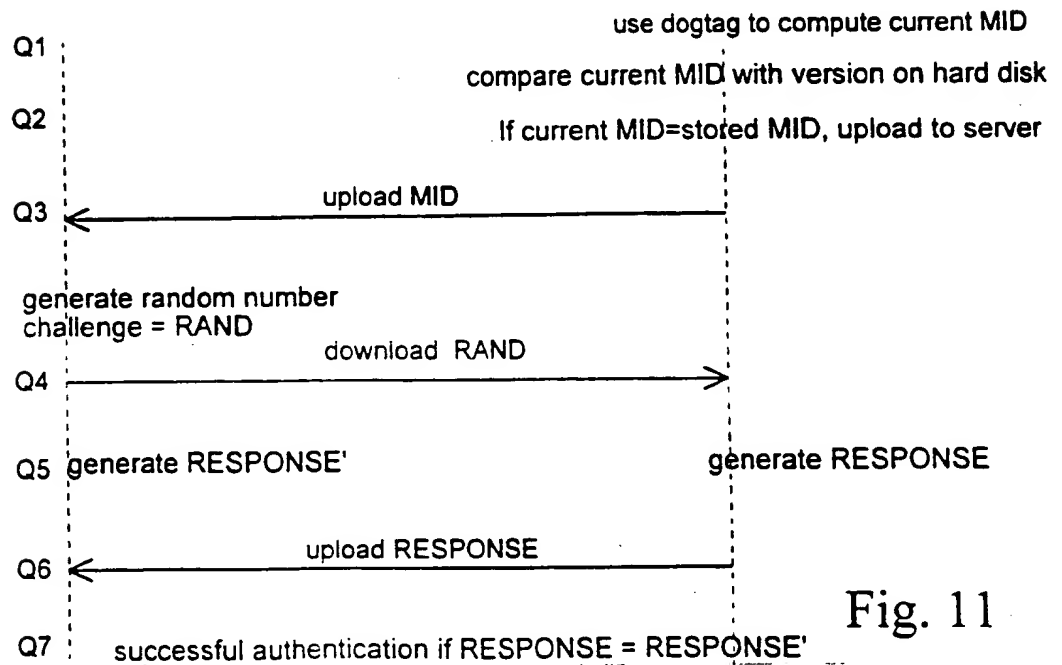 use dogtag to compute current MID
Q1
compare current MID with version on hard disk
Q2
If current MID=stored MID, upload to server
upload MID
Q3
generate random number
challenge = RAND
download RAND
Q4
Q5 generate RESPONSE' generate RESPONSE
upload RESPONSE
Q6
Fig. 11
Q7 successful authentication if RESPONSE = RESPONSE'